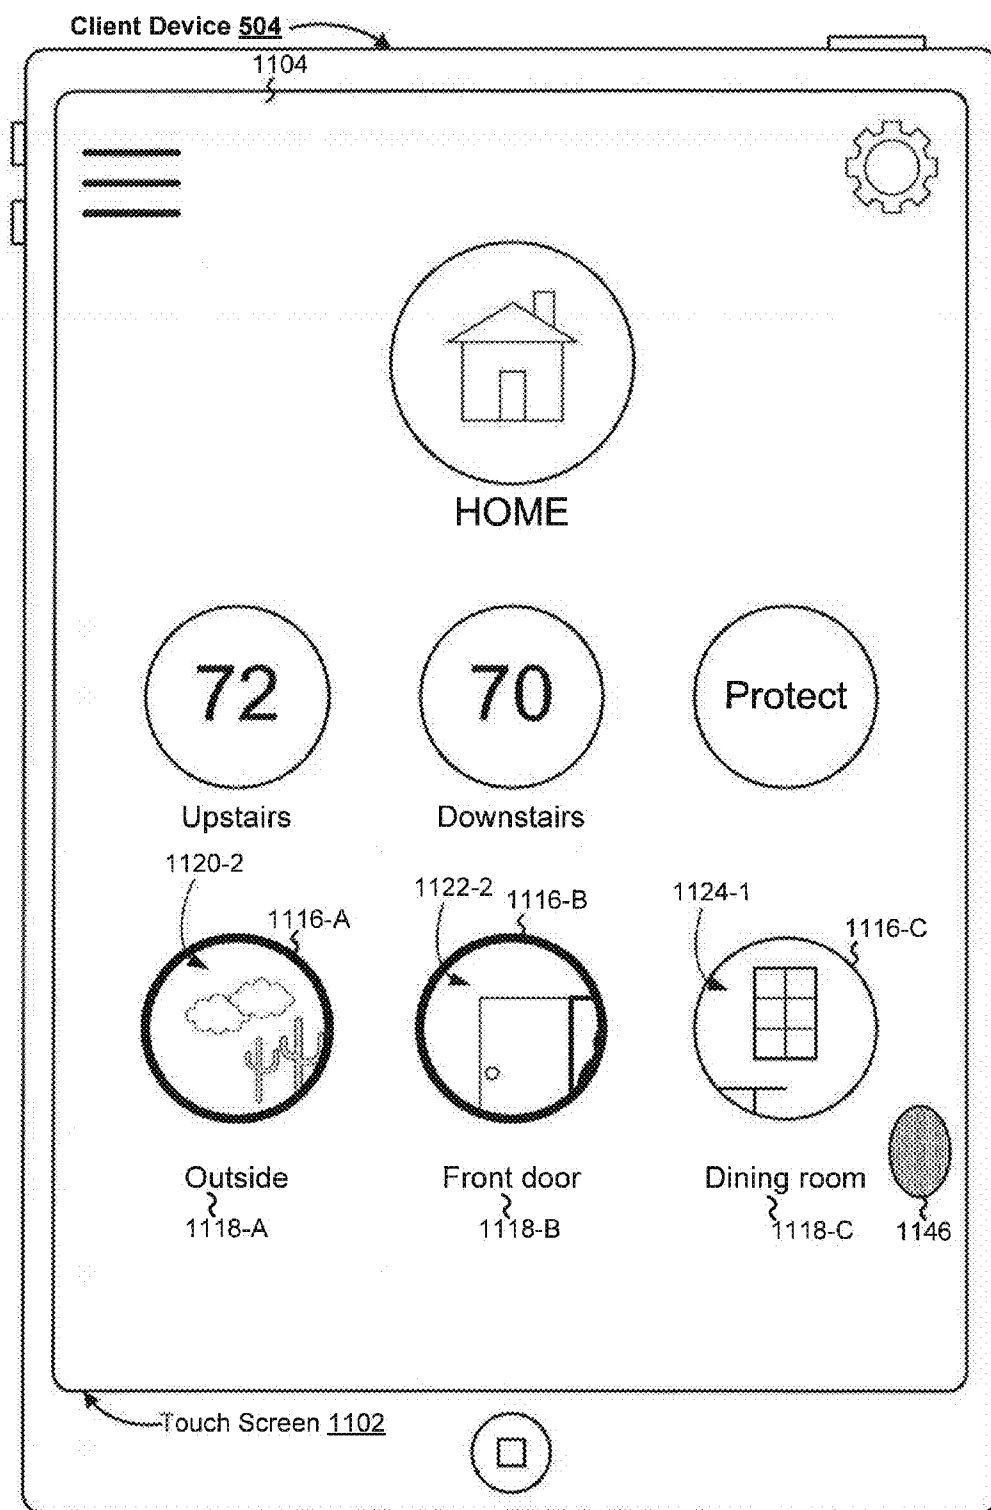 Client Device 504
1104
HOME
72
70
Protect
Upstairs
Downstairs
1120-2
1122-2
1124-1
1116-A
1116-B
1116-C
Outside
Front door
Dining room
1118-A
1118-B
1118-C
1146
Touch Screen 1102